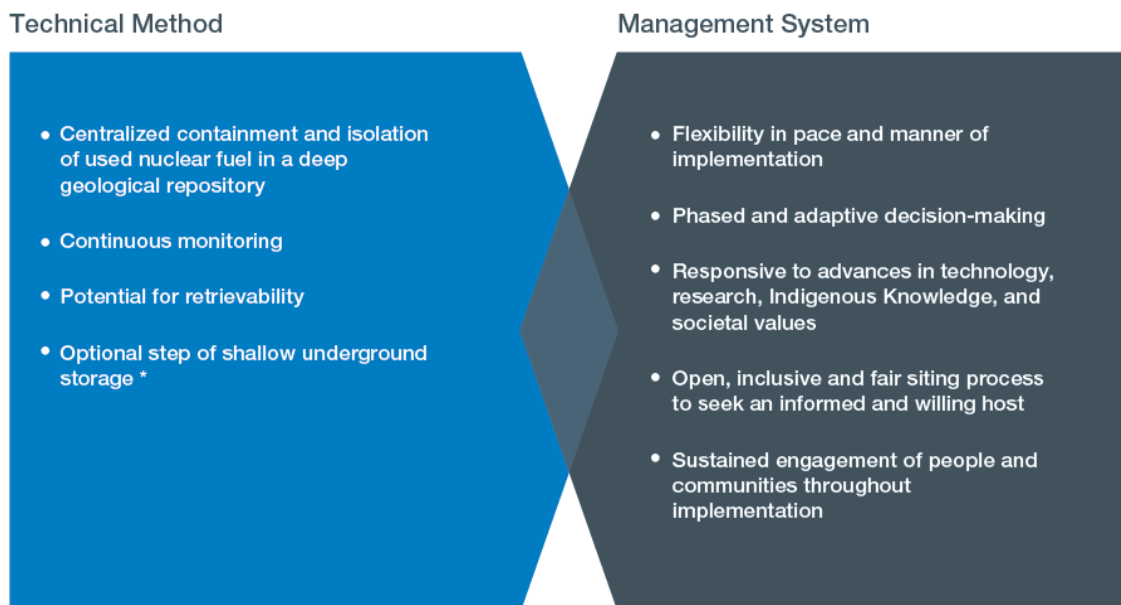 Technical Method
• Centralized containment and isolation
of used nuclear fuel in a deep
geological repository
• Continuous monitoring
• Potential for retrievability
• Optional step of shallow underground
storage *
Management System
• Flexibility in pace and manner of
implementation
• Phased and adaptive decision-making
• Responsive to advances in technology,
research, Indigenous Knowledge, and
societal values
• Open, inclusive and fair siting process
to seek an informed and willing host
• Sustained engagement of people and
communities throughout
implementation